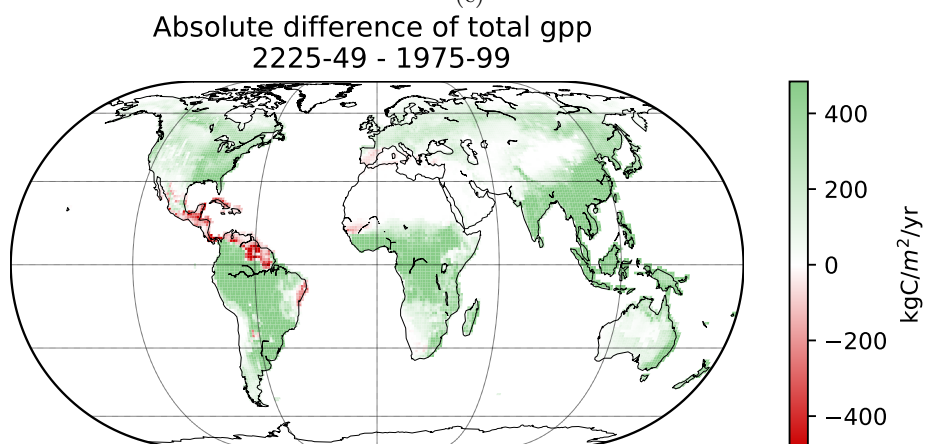 Absolute difference of total gpp
2225-49 - 1975-99
400
200
0
−200
−400
kgC/m²/yr